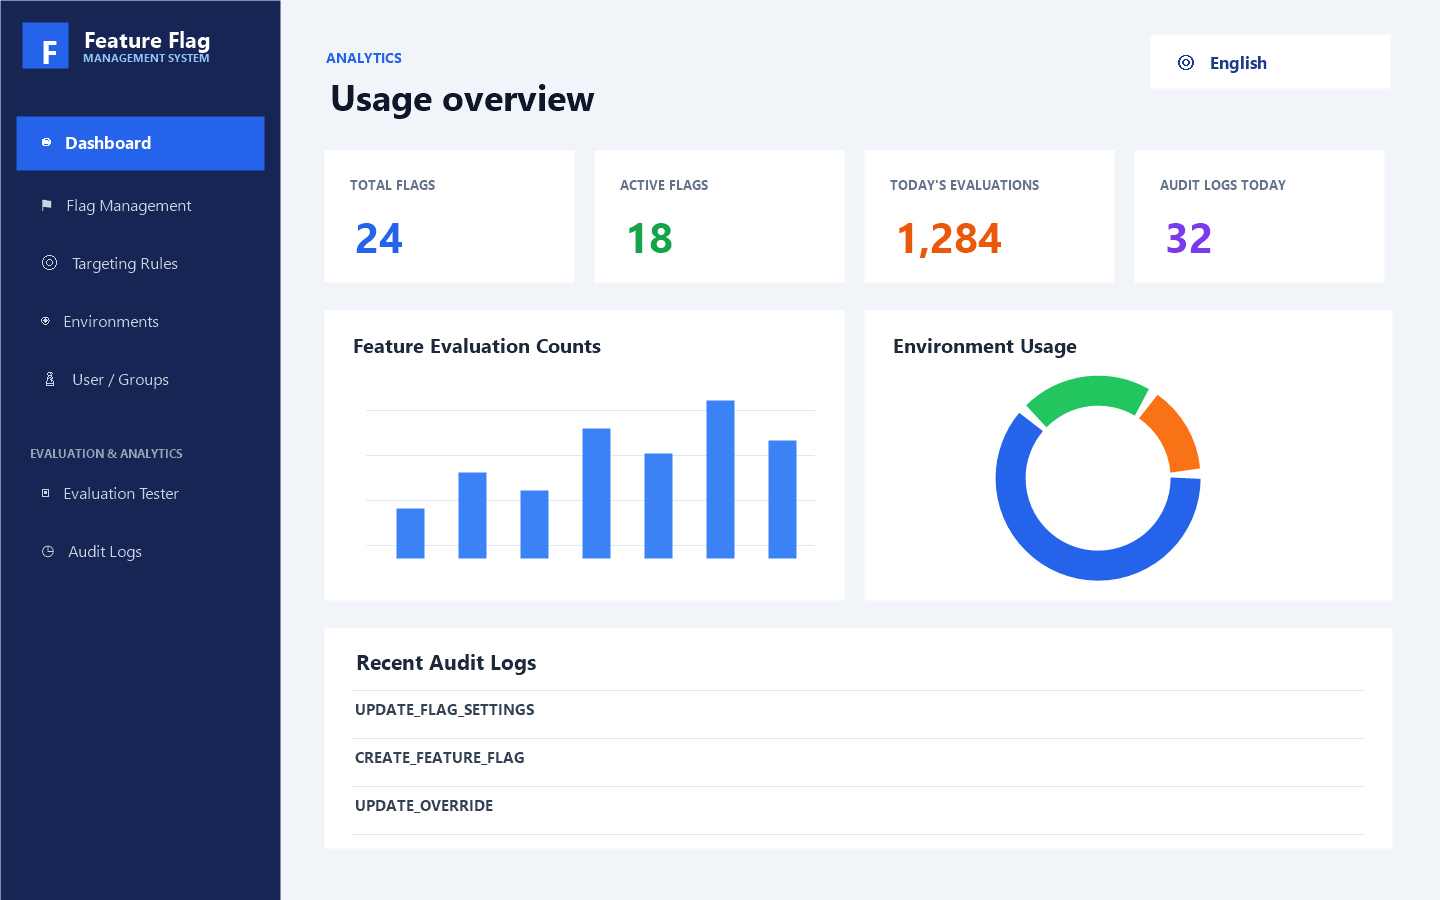 F
Feature Flag
MANAGEMENT SYSTEM
Dashboard
Flag Management
Targeting Rules
Environments
User / Groups
EVALUATION & ANALYTICS
Evaluation Tester
Audit Logs
ANALYTICS
Usage overview
English
TOTAL FLAGS
24
ACTIVE FLAGS
18
TODAY'S EVALUATIONS
1,284
AUDIT LOGS TODAY
32
Feature Evaluation Counts
Environment Usage
Recent Audit Logs
UPDATE_FLAG_SETTINGS
CREATE_FEATURE_FLAG
UPDATE_OVERRIDE